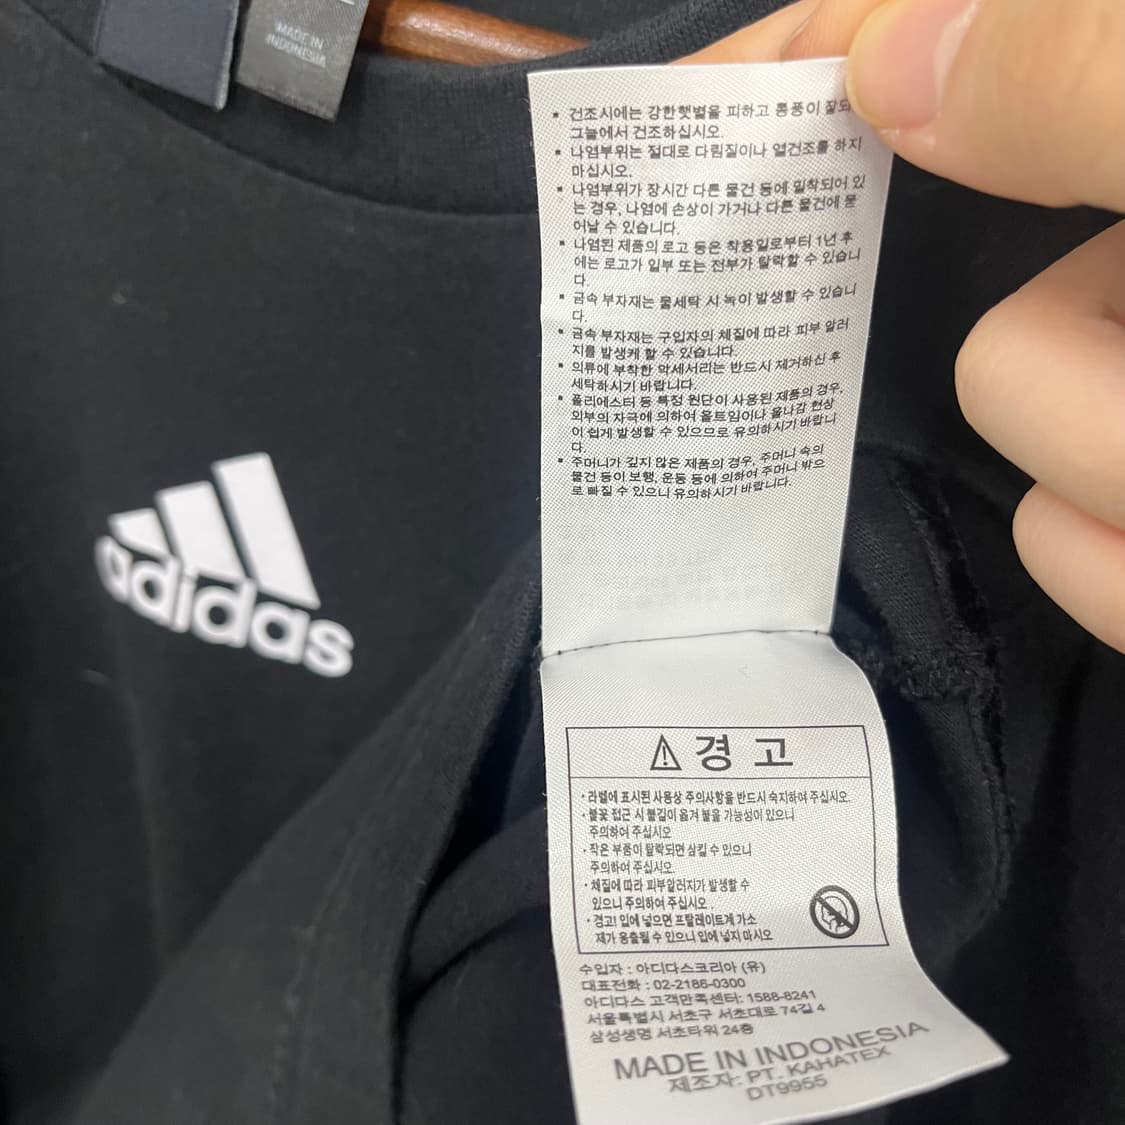 MADE IN
INDONESIA
▪ 건조시에는 강한햇볕을 피하고 통풍이 잘되
그늘에서 건조하십시오.
▪ 나염부위는 절대로 다림질이나 열건조를 하지
마십시오.
▪ 나염부위가 장시간 다른 물건 등에 밀착되어 있
는 경우, 나염에 손상이 가거나 다른 물건에 묻
어날 수 있습니다.
▪ 나염된 제품의 로고 등은 착용일로부터 1년 후
에는 로고가 일부 또는 전부가 탈락할 수 있습니
다.
▪ 금속 부자재는 물세탁 시 녹이 발생할 수 있습니
다.
▪ 금속 부자재는 구입자의 체질에 따라 피부 알러
지를 발생케 할 수 있습니다.
▪ 의류에 부착한 악세서리는 반드시 제거하신 후
세탁하시기 바랍니다.
▪ 폴리에스터 등 특정 원단이 사용된 제품의 경우,
외부의 자극에 의하여 올트임이나 올나감 현상
이 쉽게 발생할 수 있으므로 유의하시기 바랍니
다.
▪ 주머니가 깊지 않은 제품의 경우, 주머니 속의
물건 등이 보행, 운동 등에 의하여 주머니 밖으
로 빠질 수 있으니 유의하시기 바랍니다.
adidas
경 고
· 라벨에 표시된 사용상 주의사항을 반드시 숙지하여 주십시오.
· 불꽃 접근 시 불길이 옮겨 붙을 가능성이 있으니
주의하여 주십시오
· 작은 부품이 탈락되면 삼킬 수 있으니
주의하여 주십시오.
· 체질에 따라 피부알러지가 발생할 수
있으니 주의하여 주십시오 .
· 경고! 입에 넣으면 프탈레이트계 가소
제가 용출될 수 있으니 입에 넣지 마시오
수입자 : 아디다스코리아 (유)
대표전화 : 02-2186-0300
아디다스 고객만족센터: 1588-8241
서울특별시 서초구 서초대로 74길 4
삼성생명 서초타워 24층
MADE IN INDONESIA
제조자: PT. KAHATEX
DT9955